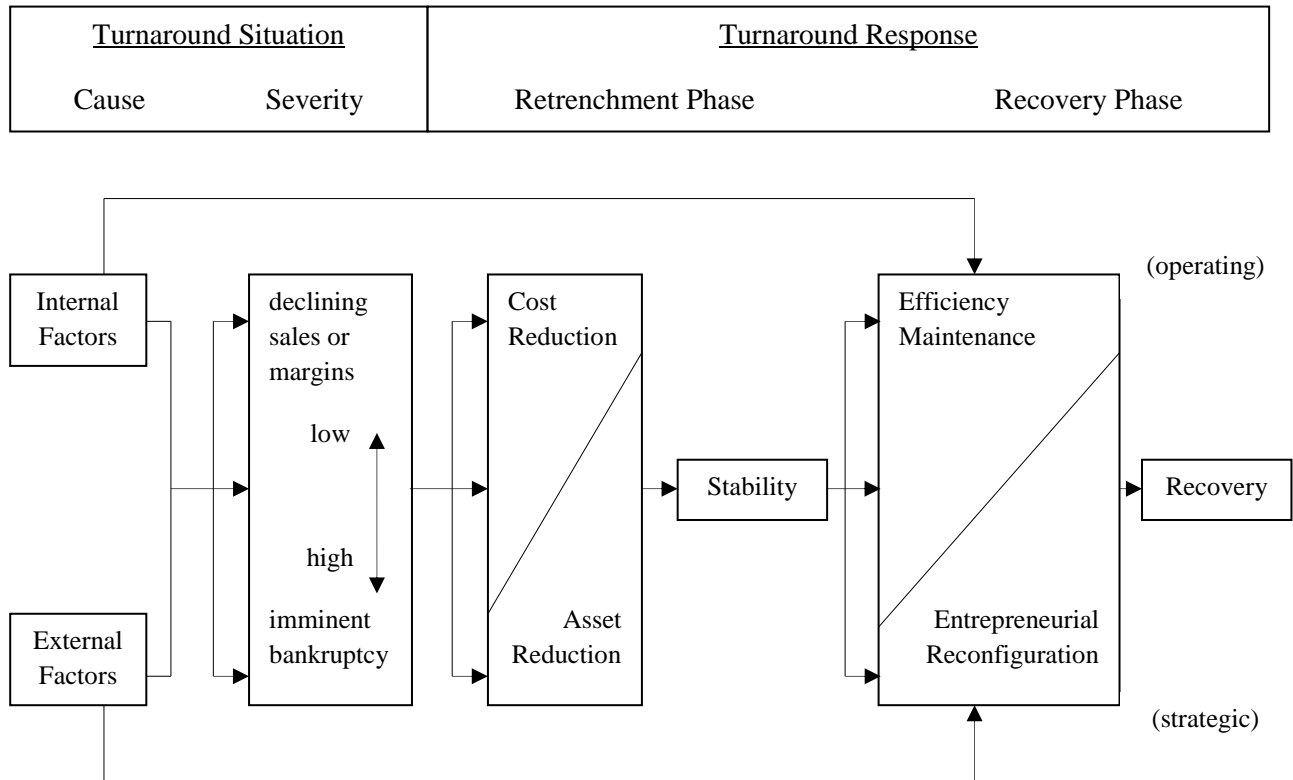 Turnaround Situation
Turnaround Response
Cause
Severity
Retrenchment Phase
Recovery Phase
Internal
Factors
External
Factors
declining
sales or
margins
low
high
imminent
bankruptcy
Cost
Reduction
Asset
Reduction
Stability
Efficiency
Maintenance
Entrepreneurial
Reconfiguration
(operating)
Recovery
(strategic)